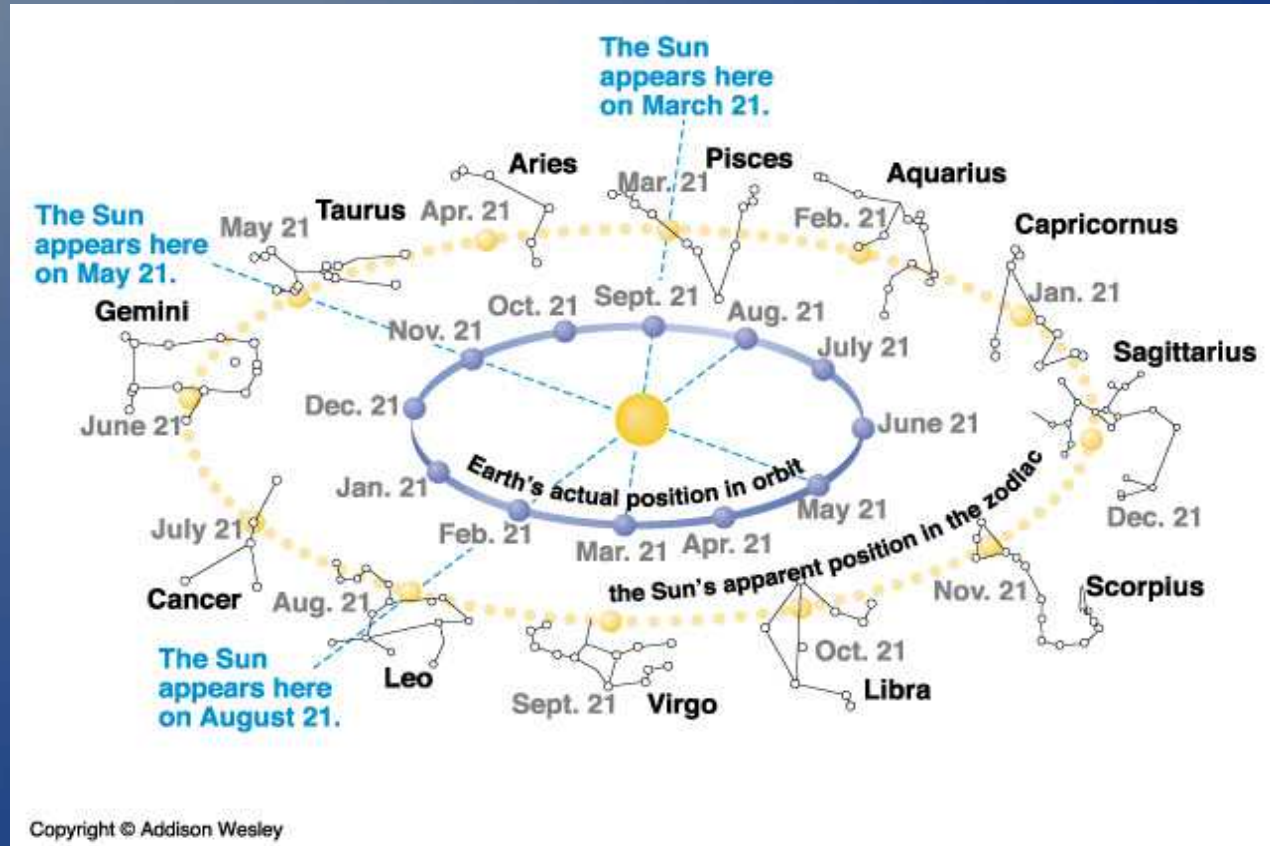 The Sun
appears here
on March 21.
Aries
Pisces
Mar. 21
Aquarius
Taurus
Apr. 21
Feb. 21
The Sun
appears here
on May 21.
May 21
Capricornus
Gemini
Oct. 21
Sept. 21
Aug. 21
Jan. 21
Nov. 21
July 21
Sagittarius
Dec. 21
June 21
June 21
Earth's actual position in orbit
Jan. 21
May 21
the Sun's apparent position in the zodiac
Dec. 21
July 21
Feb. 21
Mar. 21
Apr. 21
Cancer
Aug. 21
Nov. 21
Scorpius
The Sun
appears here
on August 21.
Leo
Sept. 21
Virgo
Oct. 21
Libra
Copyright © Addison Wesley